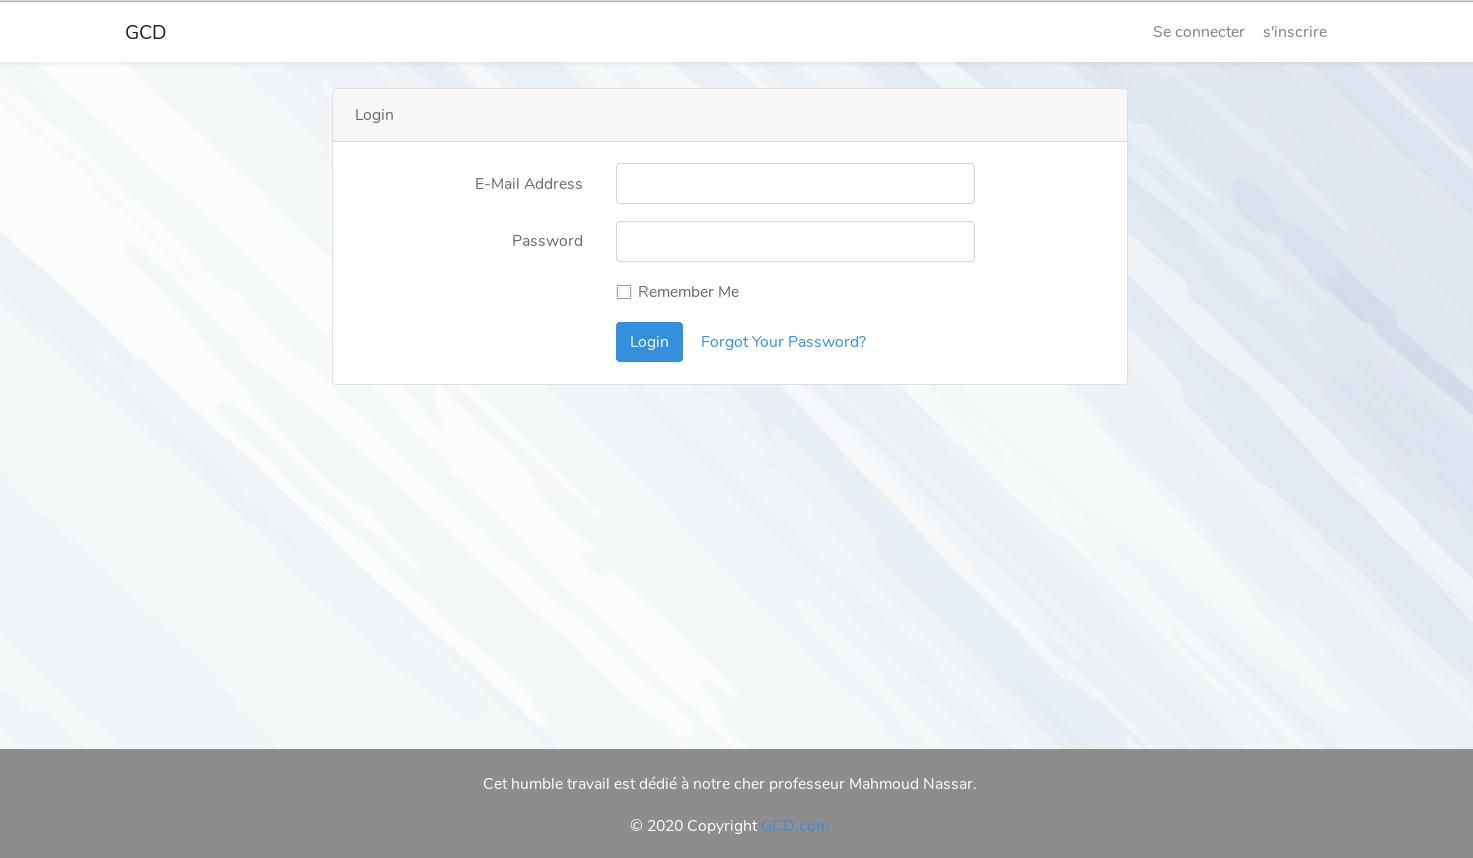 GCD
Se connecter s'inscrire
Login
E-Mail Address
Password
Remember Me
Login Forgot Your Password?
Cet humble travail est dédié à notre cher professeur Mahmoud Nassar.
© 2020 Copyright GCD.com